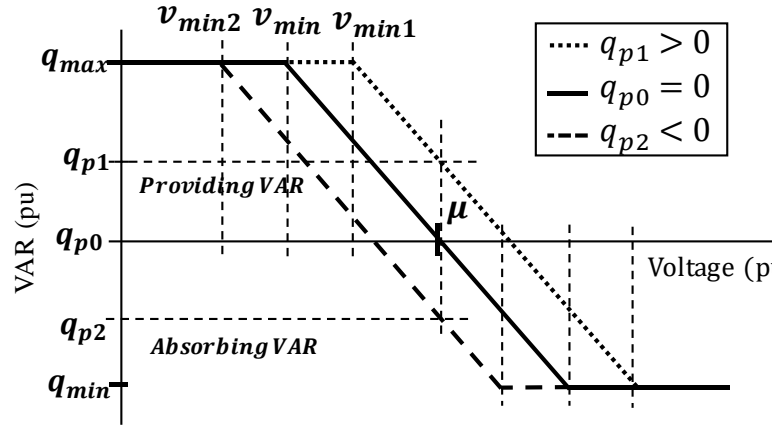 v_min2 v_min v_min1
q_max
q_p1 > 0
q_p0 = 0
q_p2 < 0
q_p1
Providing VAR
μ
q_p0
Voltage (p
VAR (pu)
q_p2
Absorbing VAR
q_min